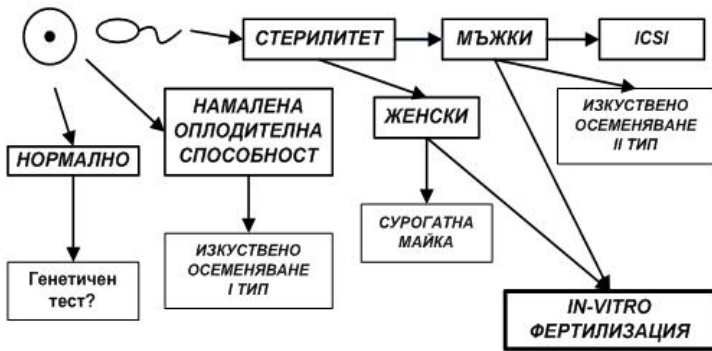 СТЕРИЛИТЕТ
МЪЖКИ
ICSI
НАМАЛЕНА
ОПЛОДИТЕЛНА
СПОСОБНОСТ
ЖЕНСКИ
ИЗКУСТВЕНО
ОСЕМЕНЯВАНЕ
II ТИП
НОРМАЛНО
СУРОГАТНА
МАЙКА
ИЗКУСТВЕНО
ОСЕМЕНЯВАНЕ
I ТИП
Генетичен
тест?
IN-VITRO
ФЕРТИЛИЗАЦИЯ